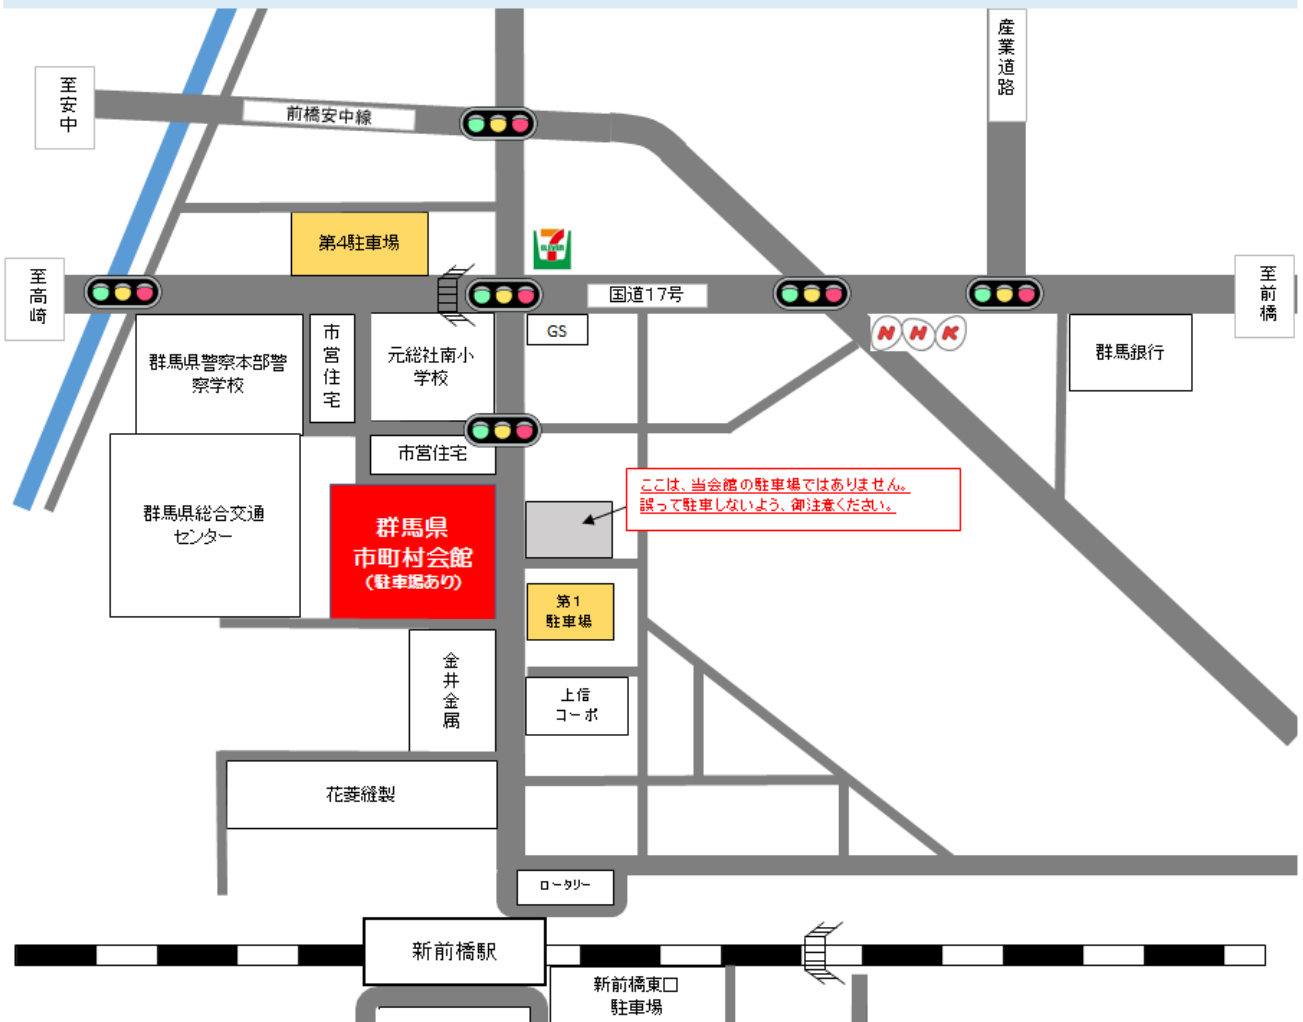 産業道路
至安中
前橋安中線
第4駐車場
7
ELEVEN
至高崎
国道17号
至前橋
群馬県警察本部警
察学校
市営住宅
元総社南小
学校
GS
NHK
群馬銀行
市営住宅
ここは、当会館の駐車場ではありません。
誤って駐車しないよう、御注意ください。
群馬県総合交通
センター
群馬県
市町村会館
(駐車場あり)
第1
駐車場
金井金属
上信
コーポ
花菱縫製
ロータリー
新前橋駅
新前橋東口
駐車場